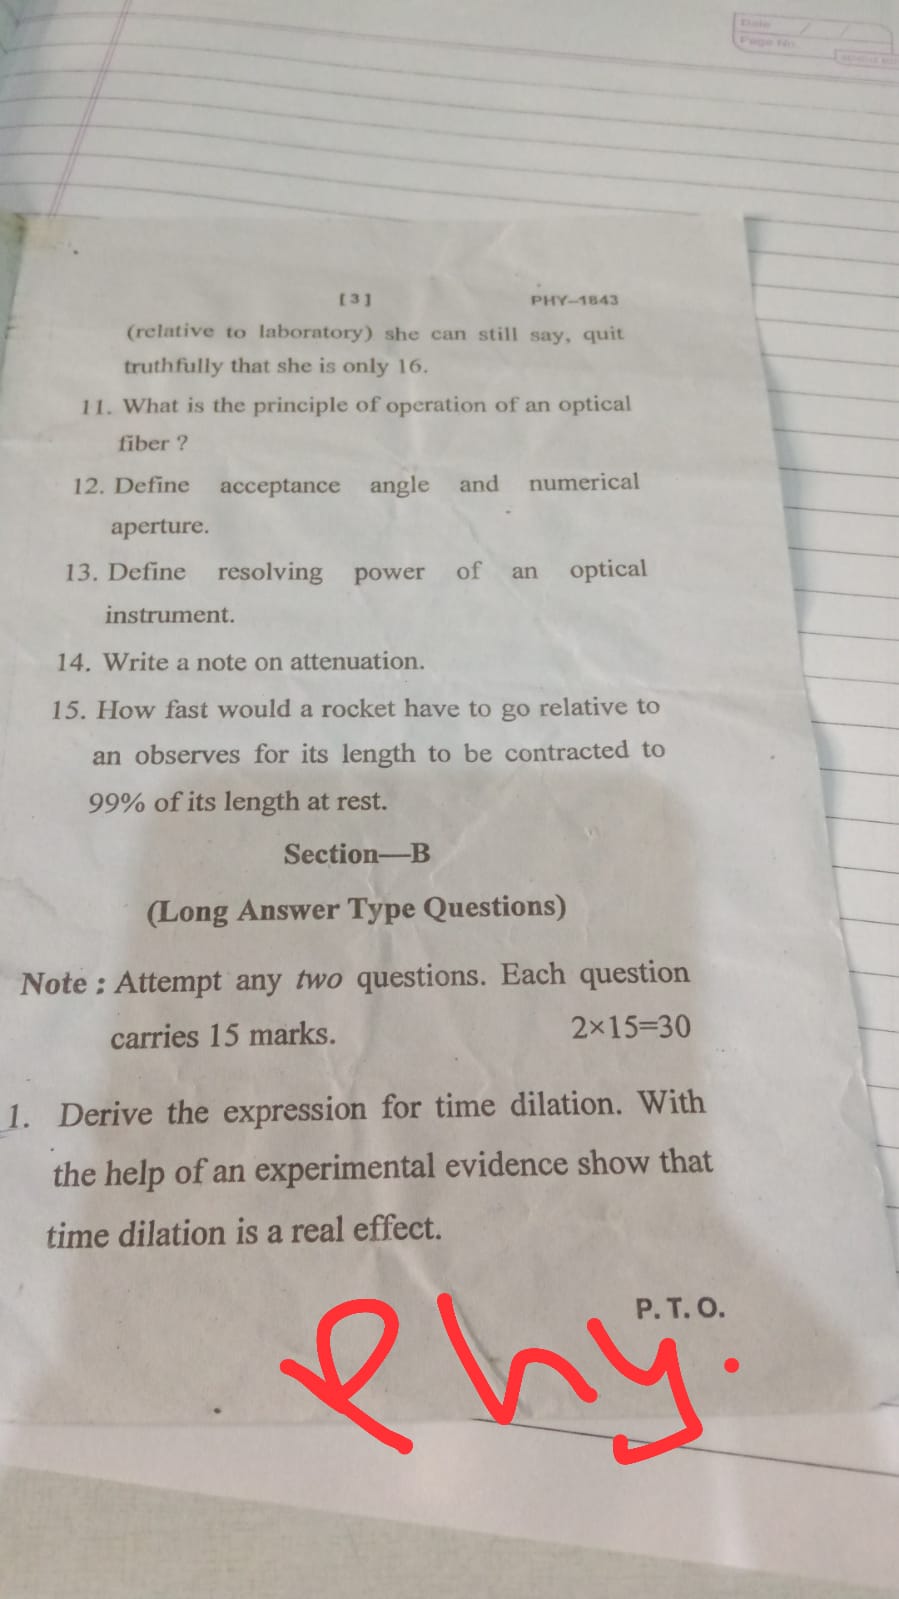 Date
Page No.
[3] PHY–1843
(relative to laboratory) she can still say, quit
truthfully that she is only 16.
11. What is the principle of operation of an optical
fiber ?
12. Define acceptance angle and numerical
aperture.
13. Define resolving power of an optical
instrument.
14. Write a note on attenuation.
15. How fast would a rocket have to go relative to
an observes for its length to be contracted to
99% of its length at rest.
Section—B
(Long Answer Type Questions)
Note : Attempt any two questions. Each question
carries 15 marks. 2×15=30
1. Derive the expression for time dilation. With
the help of an experimental evidence show that
time dilation is a real effect.
P. T. O.
Phy.